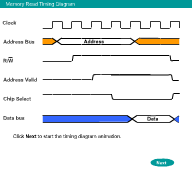 Memory Read Timing Diagram
Clock
Address Bus
Address
R/W̅
Address Valid
Chip Select
Data bus
Data
Click Next to start the timing diagram animation.
Next